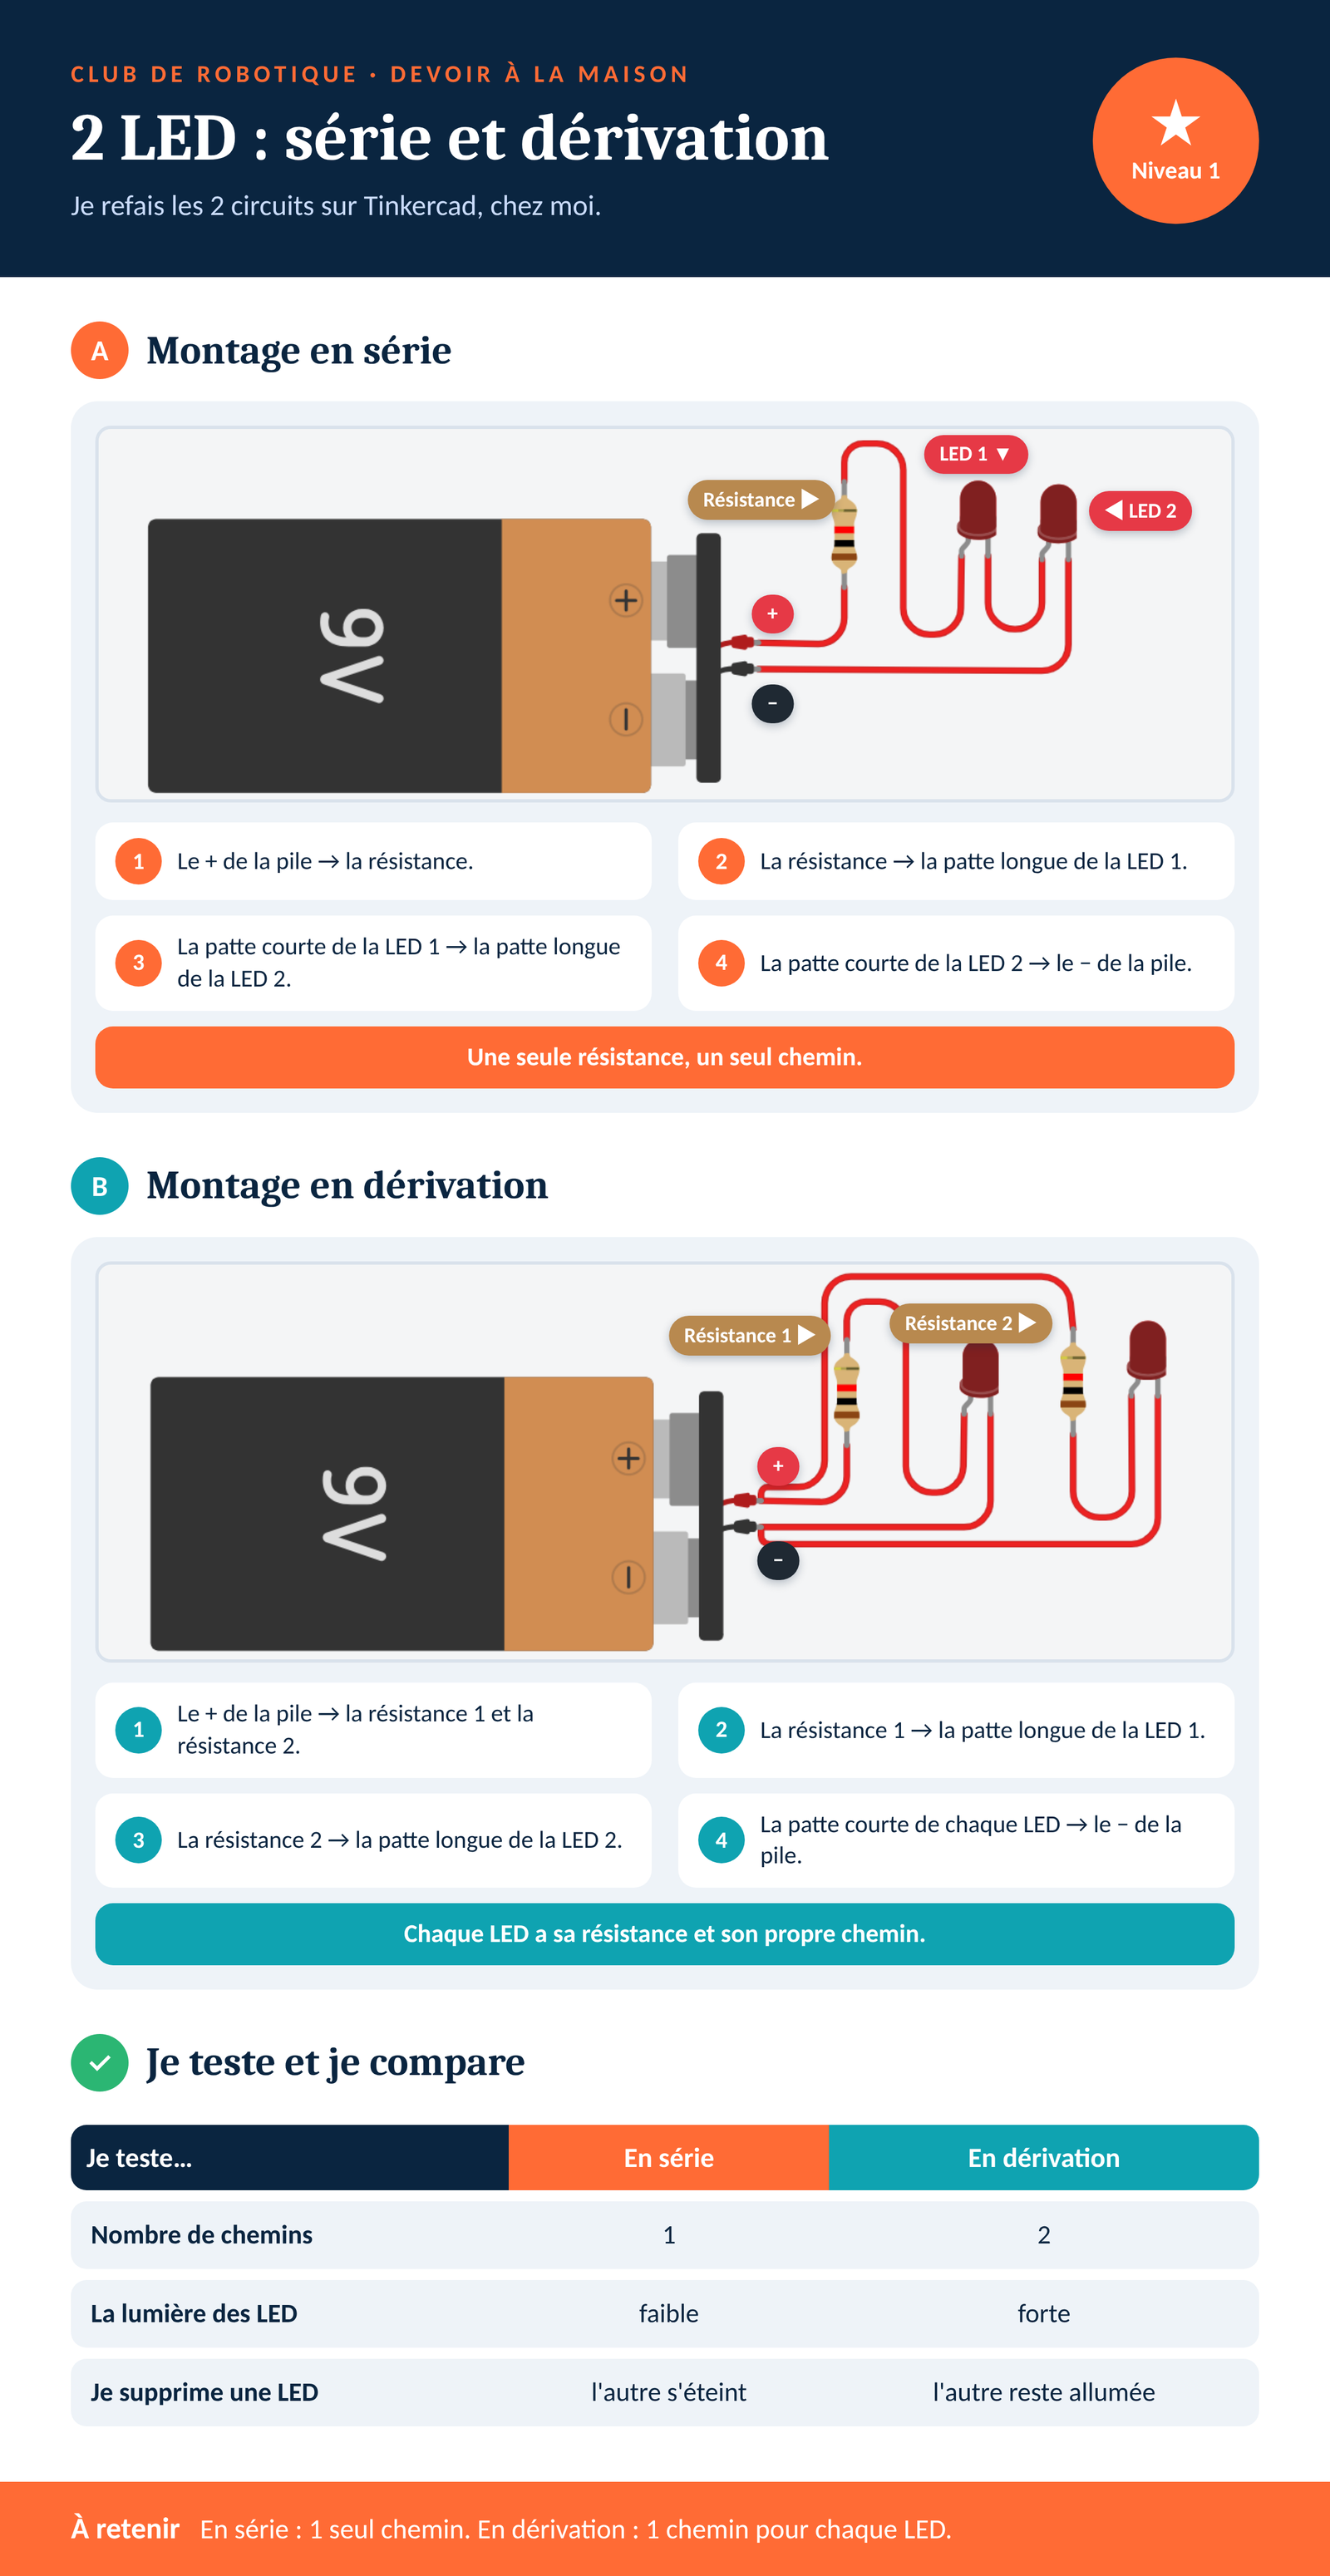 CLUB DE ROBOTIQUE · DEVOIR À LA MAISON
2 LED : série et dérivation
Je refais les 2 circuits sur Tinkercad, chez moi.
★
Niveau 1
A Montage en série
LED 1 ▼
Résistance ▶
◀ LED 2
9V
+
−
+
−
1 Le + de la pile → la résistance.
2 La résistance → la patte longue de la LED 1.
3 La patte courte de la LED 1 → la patte longue
de la LED 2.
4 La patte courte de la LED 2 → le − de la pile.
Une seule résistance, un seul chemin.
B Montage en dérivation
Résistance 1 ▶
Résistance 2 ▶
9V
+
−
+
−
1 Le + de la pile → la résistance 1 et la
résistance 2.
2 La résistance 1 → la patte longue de la LED 1.
3 La résistance 2 → la patte longue de la LED 2.
4 La patte courte de chaque LED → le − de la
pile.
Chaque LED a sa résistance et son propre chemin.
✓ Je teste et je compare
Je teste... En série En dérivation
Nombre de chemins 1 2
La lumière des LED faible forte
Je supprime une LED l'autre s'éteint l'autre reste allumée
À retenir En série : 1 seul chemin. En dérivation : 1 chemin pour chaque LED.